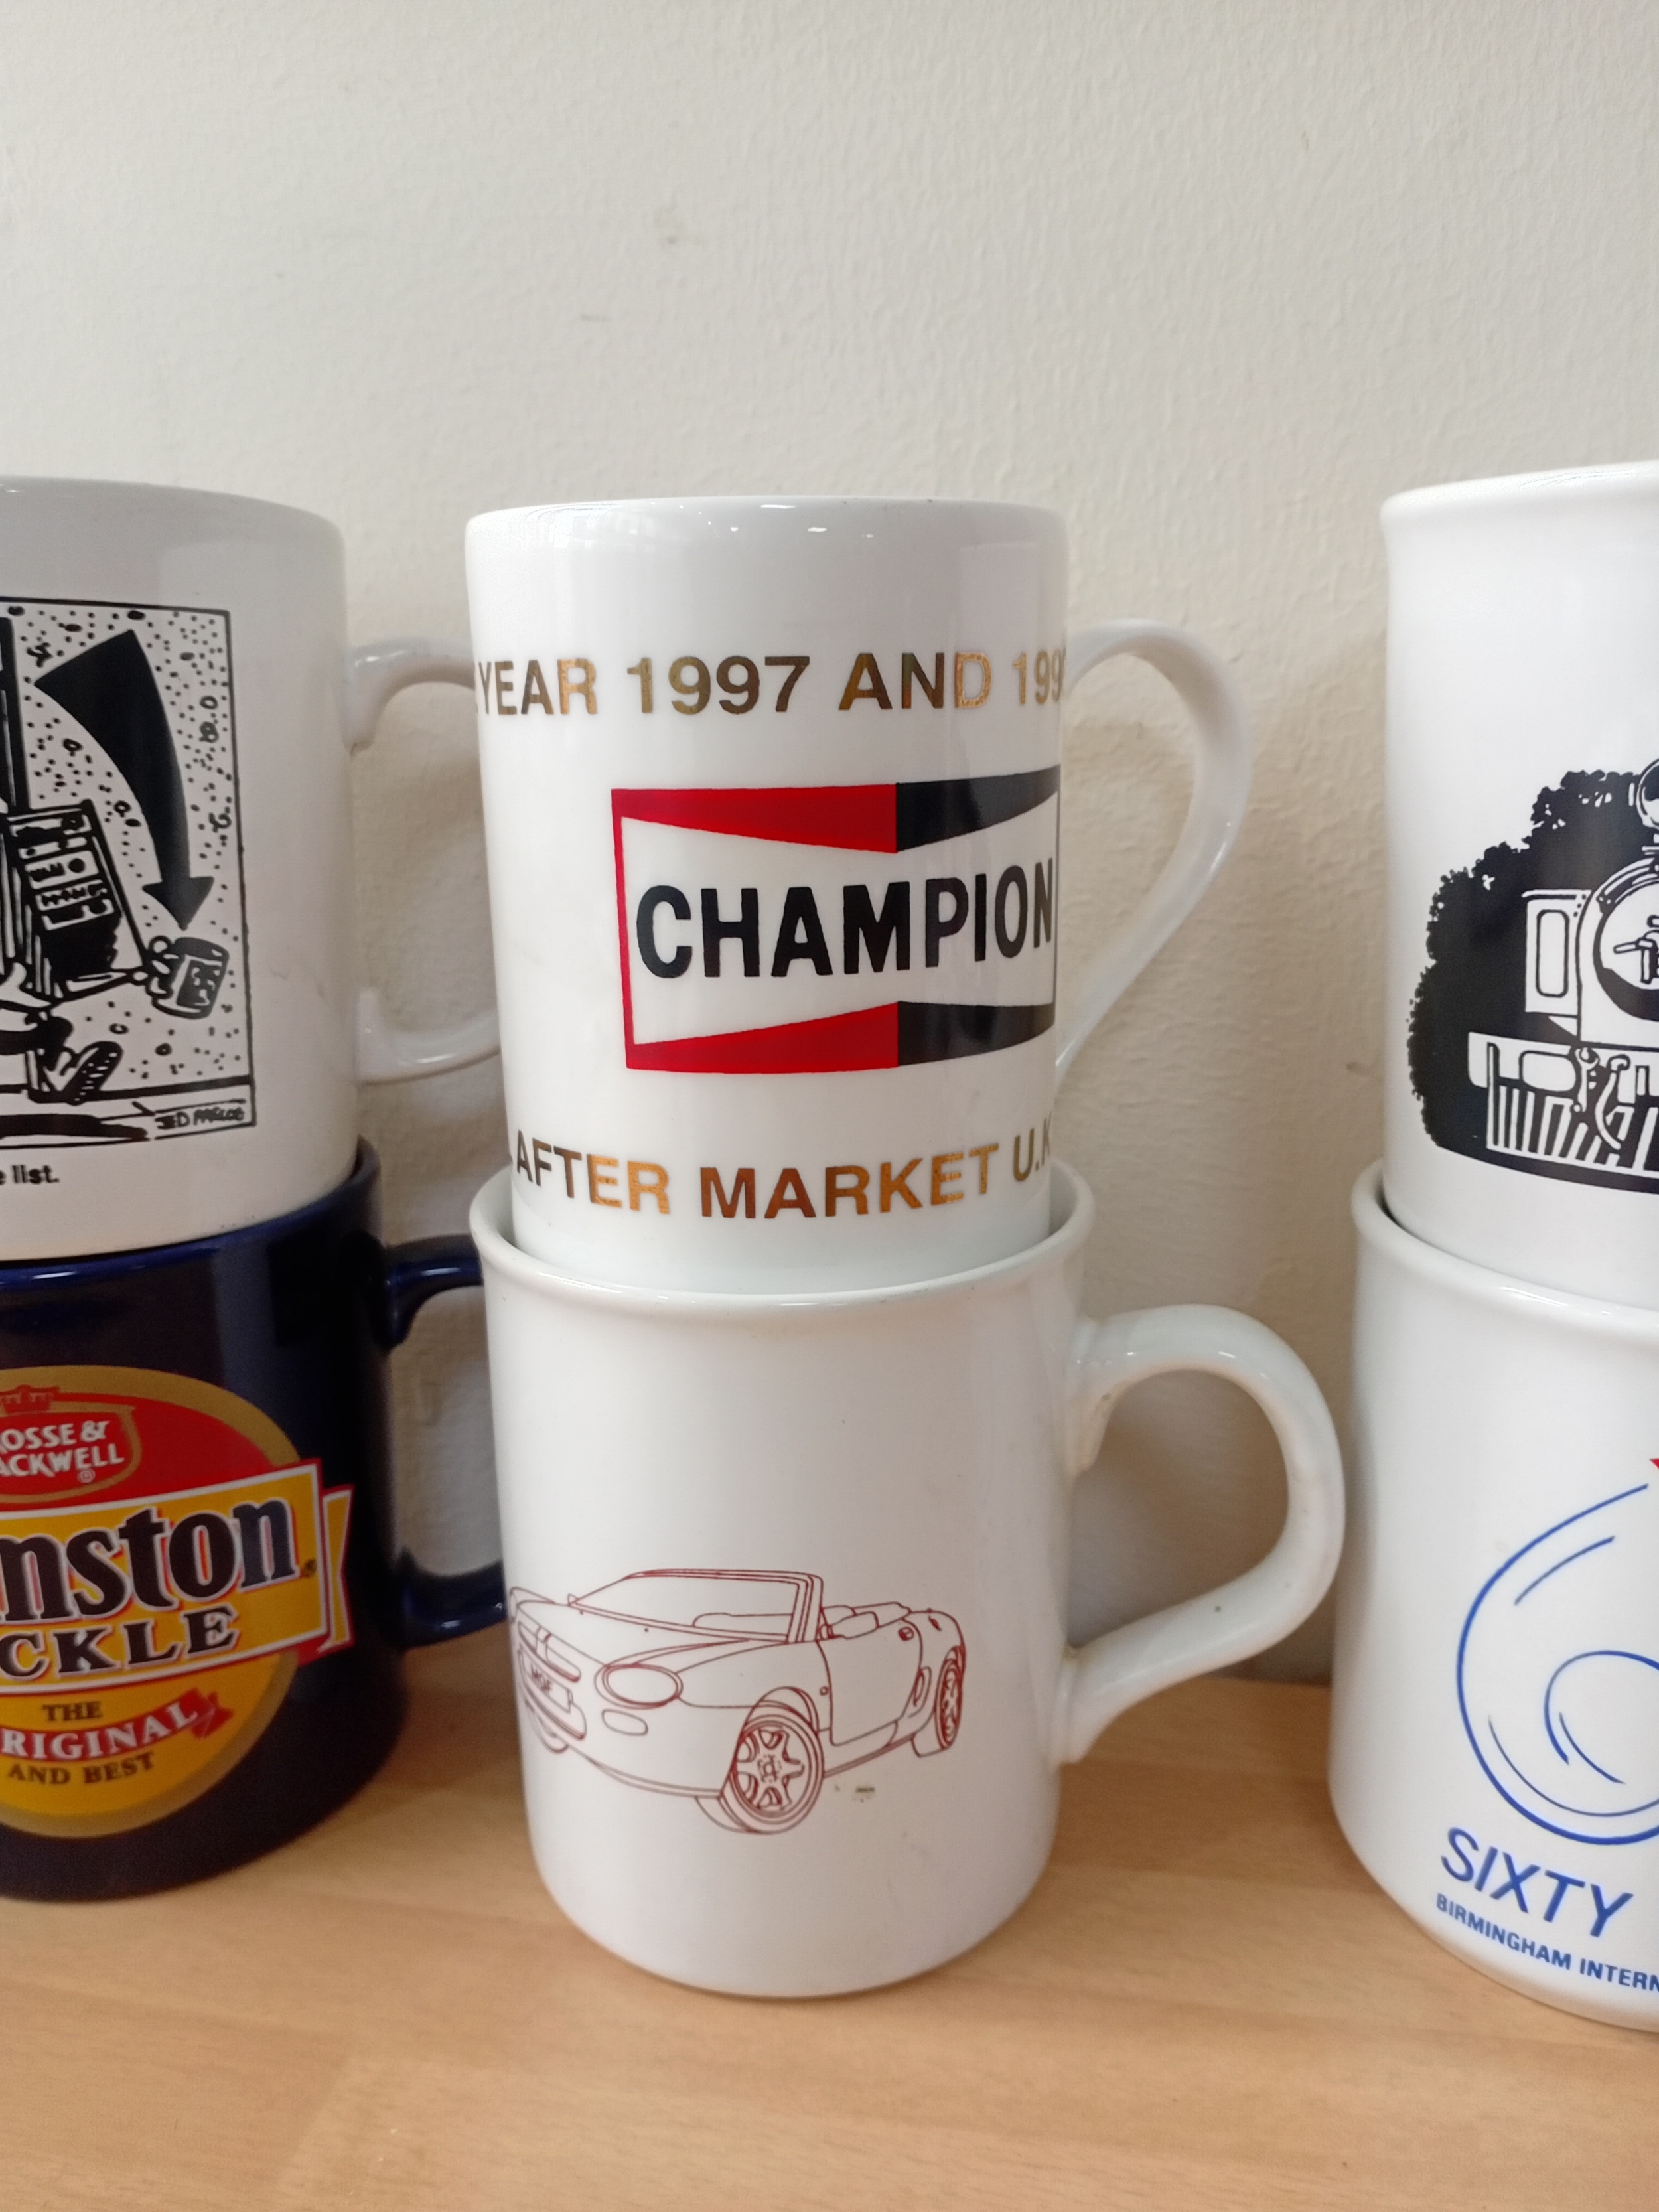 YEAR 1997 AND 199
CHAMPION
AFTER MARKET U.K
list.
OSSE &
ACKWELL
nston
CKLE
THE
RIGINAL
AND BEST
MGF
SIXTY
BIRMINGHAM INTERN